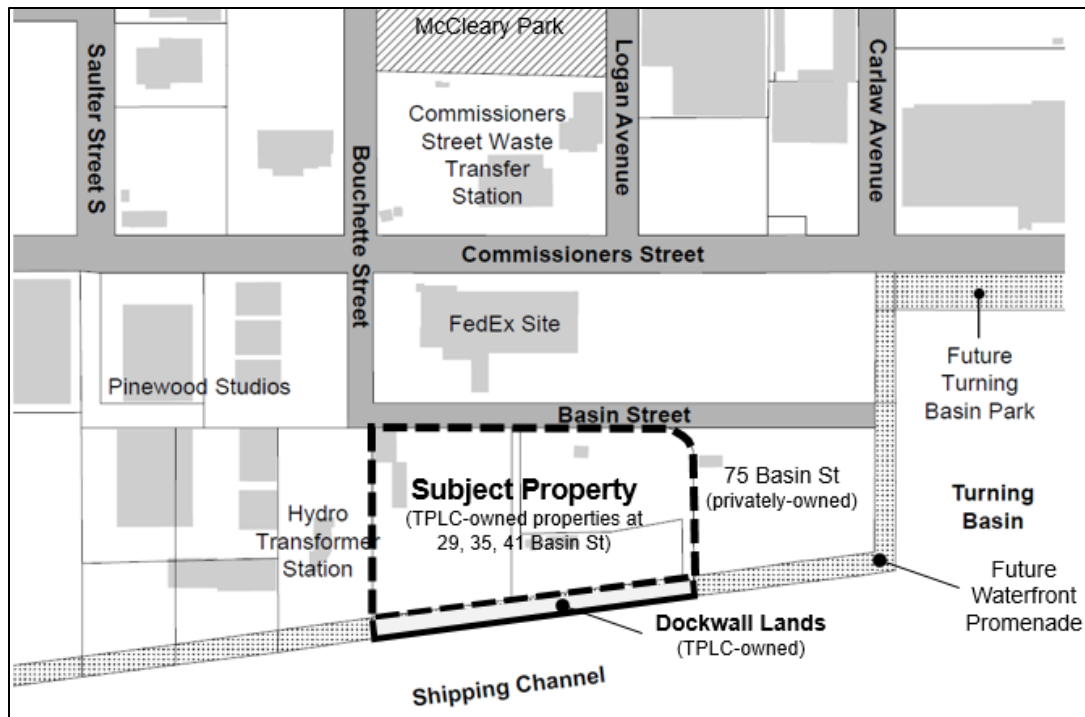 McCleary Park
Saulter Street S
Bouchette Street
Logan Avenue
Carlaw Avenue
Commissioners
Street Waste
Transfer
Station
Commissioners Street
FedEx Site
Pinewood Studios
Future
Turning
Basin Park
Basin Street
Subject Property
(TPLC-owned properties at
29, 35, 41 Basin St)
75 Basin St
(privately-owned)
Turning
Basin
Hydro
Transformer
Station
Future
Waterfront
Promenade
Dockwall Lands
(TPLC-owned)
Shipping Channel